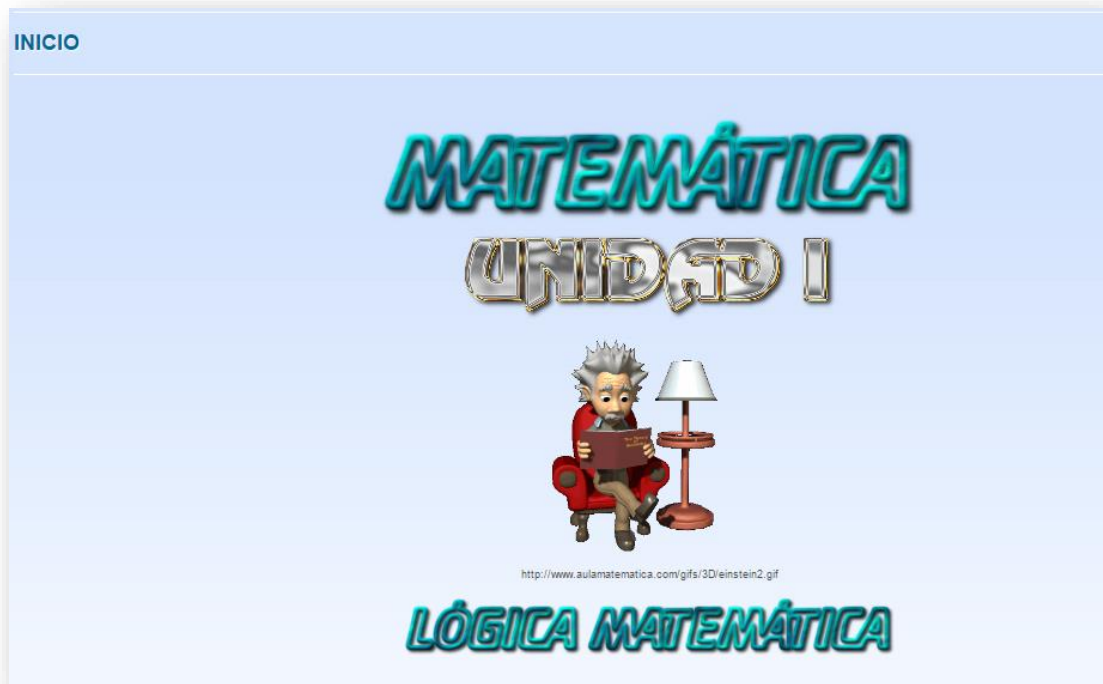 INICIO
MATEMÁTICA
UNIDAD I
http://www.aulamatematica.com/gifs/3D/einstein2.gif
LÓGICA MATEMÁTICA